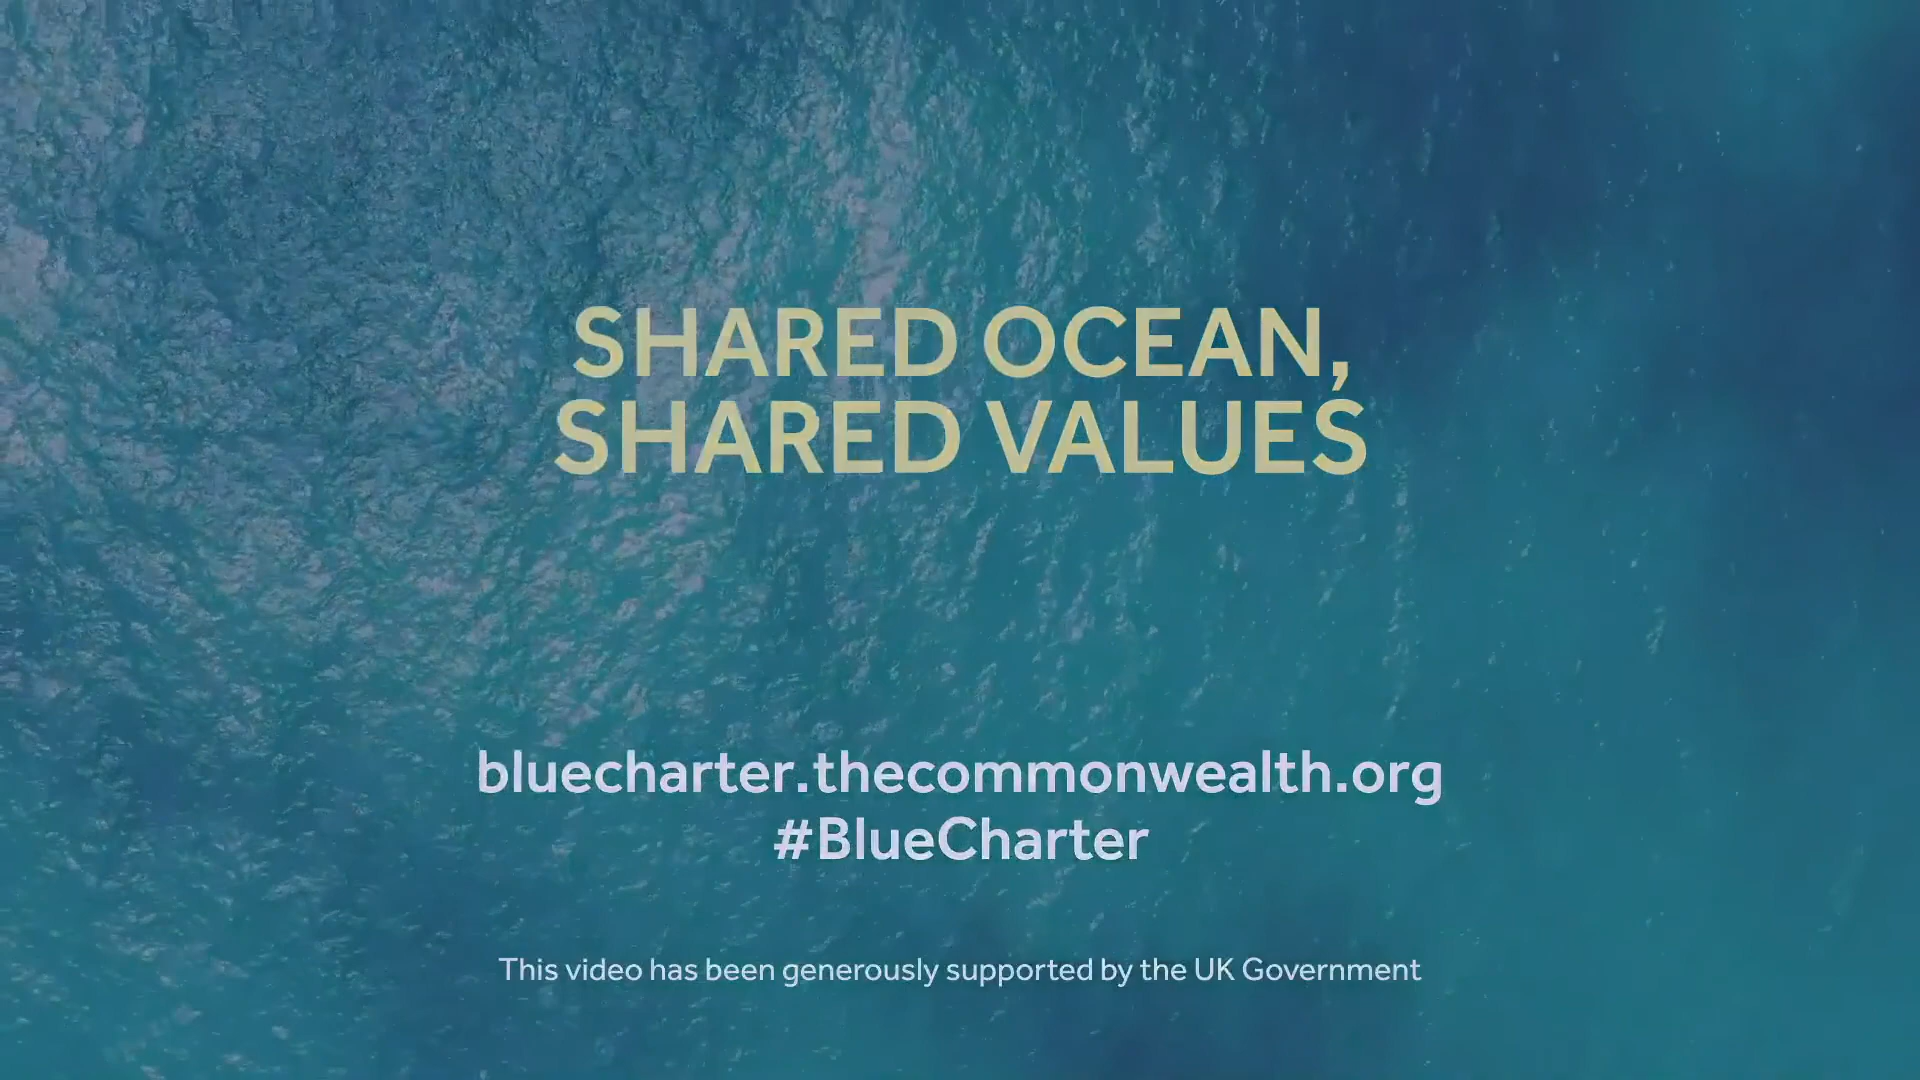 SHARED OCEAN,
SHARED VALUES
bluecharter.thecommonwealth.org
#BlueCharter
This video has been generously supported by the UK Government